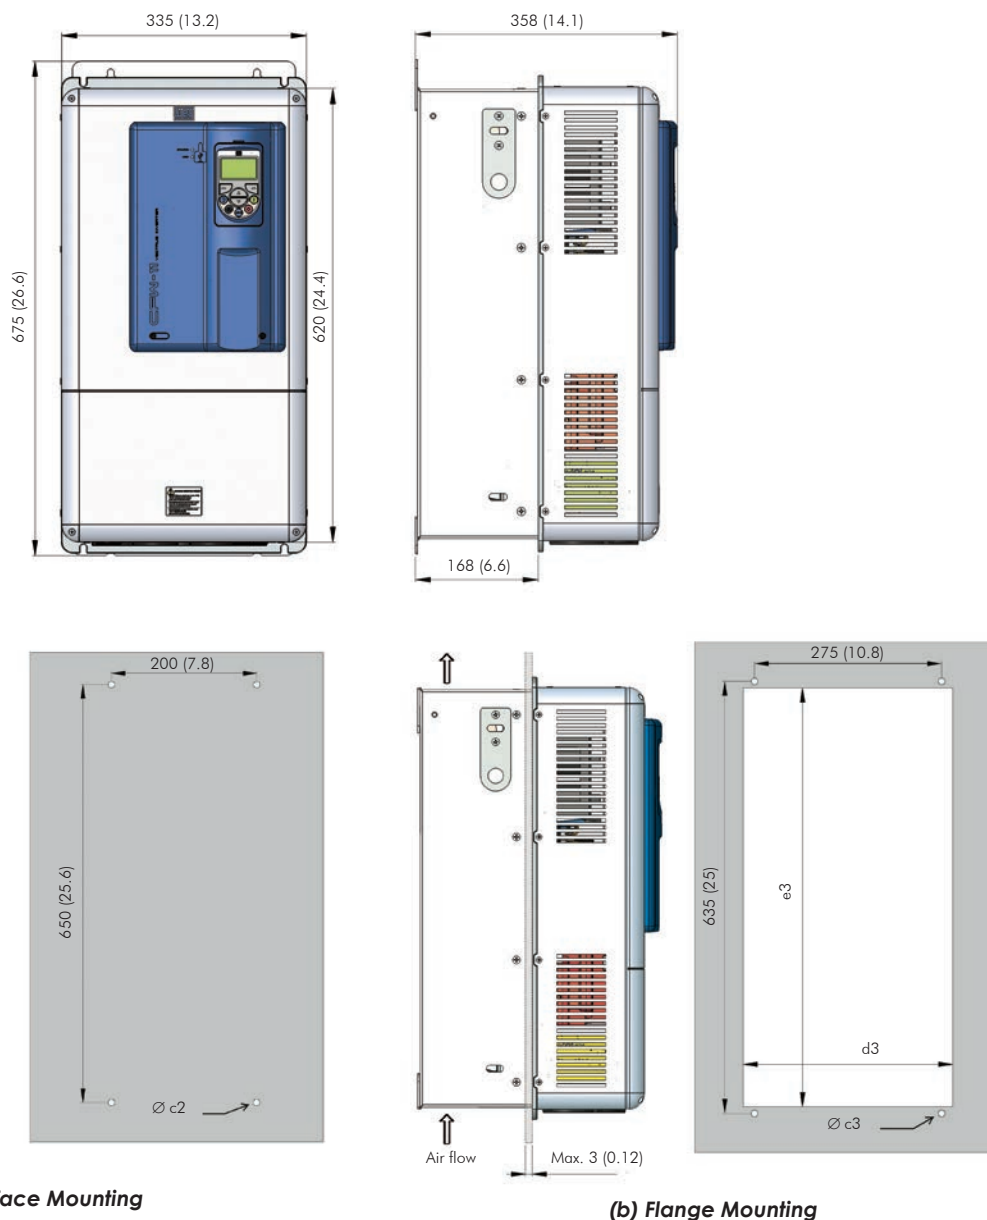 335 (13.2)
358 (14.1)
675 (26.6)
620 (24.4)
CFW-11
168 (6.6)
200 (7.8)
650 (25.6)
Ø c2
Air flow
Max. 3 (0.12)
275 (10.8)
635 (25)
e3
d3
Ø c3
ace Mounting
(b) Flange Mounting